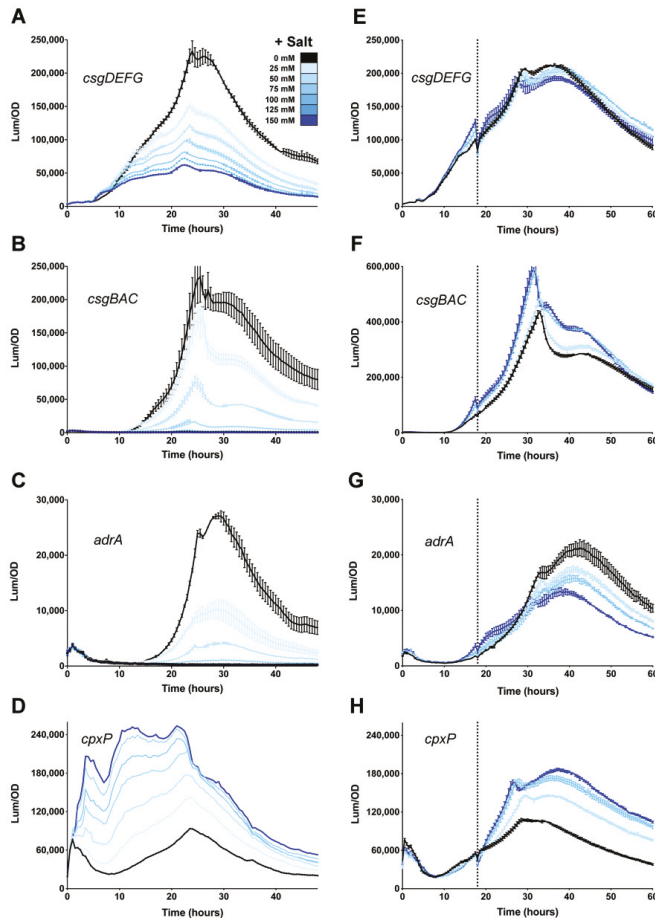 A
E
+ Salt
0 mM
25 mM
50 mM
75 mM
100 mM
125 mM
150 mM
csgDEFG
Lum/OD
250,000
200,000
150,000
100,000
50,000
0
0 10 20 30 40
Time (hours)
csgDEFG
Lum/OD
250,000
200,000
150,000
100,000
50,000
0
0 10 20 30 40 50 60
Time (hours)
B
F
csgBAC
Lum/OD
250,000
200,000
150,000
100,000
50,000
0
0 10 20 30 40
Time (hours)
csgBAC
Lum/OD
600,000
400,000
200,000
0
0 10 20 30 40 50 60
Time (hours)
C
G
adrA
Lum/OD
30,000
20,000
10,000
0
0 10 20 30 40
Time (hours)
adrA
Lum/OD
30,000
20,000
10,000
0
0 10 20 30 40 50 60
Time (hours)
D
H
cpxP
Lum/OD
240,000
180,000
120,000
60,000
0
0 10 20 30 40
Time (hours)
cpxP
Lum/OD
240,000
180,000
120,000
60,000
0
0 10 20 30 40 50 60
Time (hours)